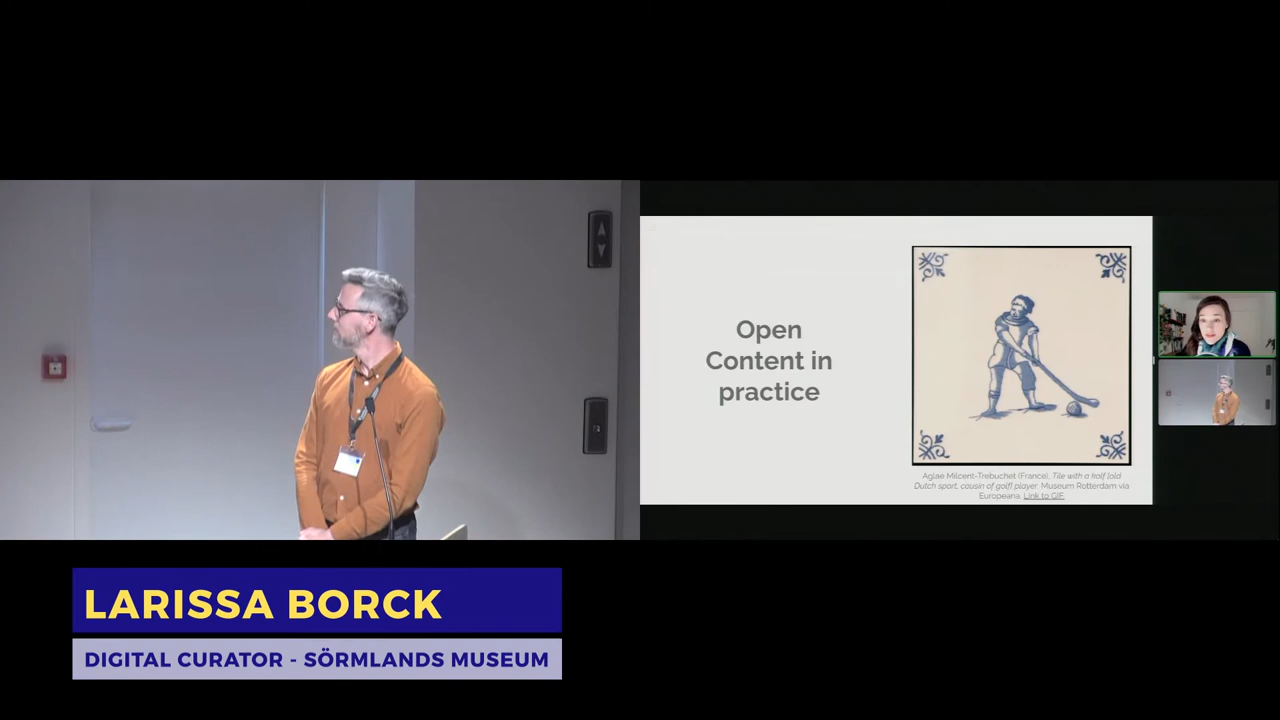 Open
Content in
practice
Aglae Milcent-Trebuchet (France), Tile with a kolf [old
Dutch sport, cousin of golf] player. Museum Rotterdam via
Europeana. Link to GIF.
LARISSA BORCK
DIGITAL CURATOR - SÖRMLANDS MUSEUM